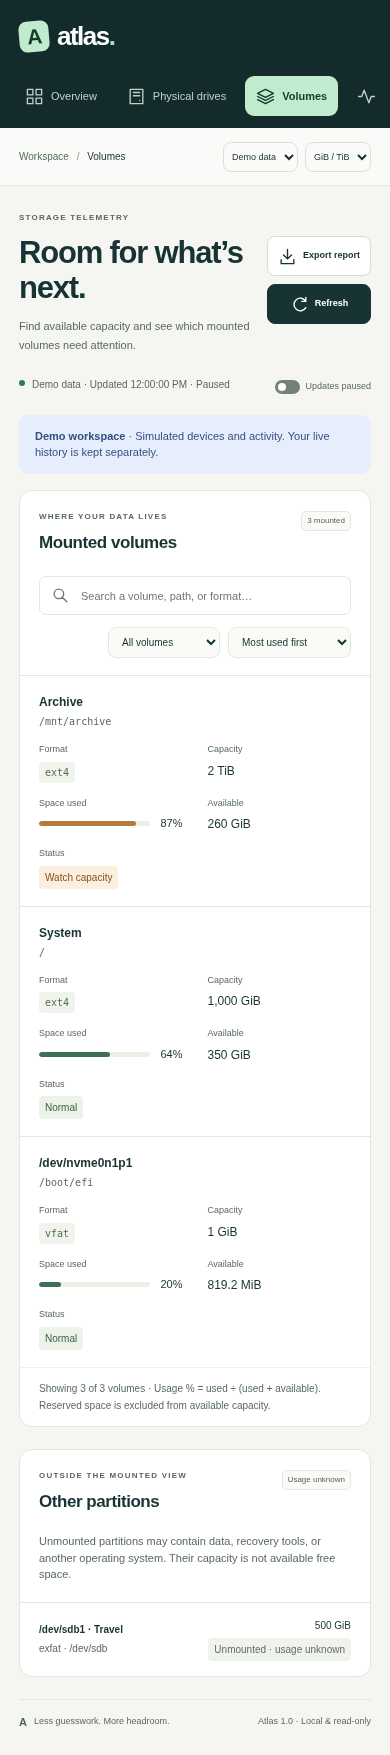 A atlas.
Overview Physical drives Volumes
Workspace / Volumes Demo data GiB / TiB
STORAGE TELEMETRY
Room for what's
next.
Export report
Refresh
Find available capacity and see which mounted
volumes need attention.
Demo data · Updated 12:00:00 PM · Paused Updates paused
Demo workspace · Simulated devices and activity. Your live
history is kept separately.
WHERE YOUR DATA LIVES 3 mounted
Mounted volumes
Search a volume, path, or format…
All volumes Most used first
Archive
/mnt/archive
Format Capacity
ext4 2 TiB
Space used Available
87% 260 GiB
Status
Watch capacity
System
/
Format Capacity
ext4 1,000 GiB
Space used Available
64% 350 GiB
Status
Normal
/dev/nvme0n1p1
/boot/efi
Format Capacity
vfat 1 GiB
Space used Available
20% 819.2 MiB
Status
Normal
Showing 3 of 3 volumes · Usage % = used ÷ (used + available).
Reserved space is excluded from available capacity.
OUTSIDE THE MOUNTED VIEW Usage unknown
Other partitions
Unmounted partitions may contain data, recovery tools, or
another operating system. Their capacity is not available free
space.
/dev/sdb1 · Travel 500 GiB
exfat · /dev/sdb Unmounted · usage unknown
A Less guesswork. More headroom. Atlas 1.0 · Local & read-only